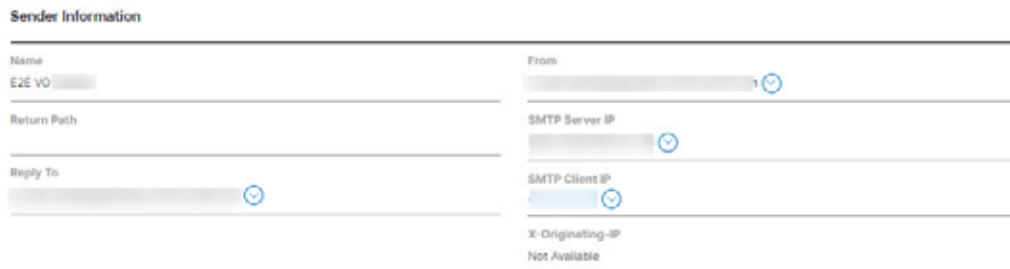 Sender Information
Name
E2E VO
Return Path
Reply To
From
SMTP Server IP
SMTP Client IP
X-Originating-IP
Not Available